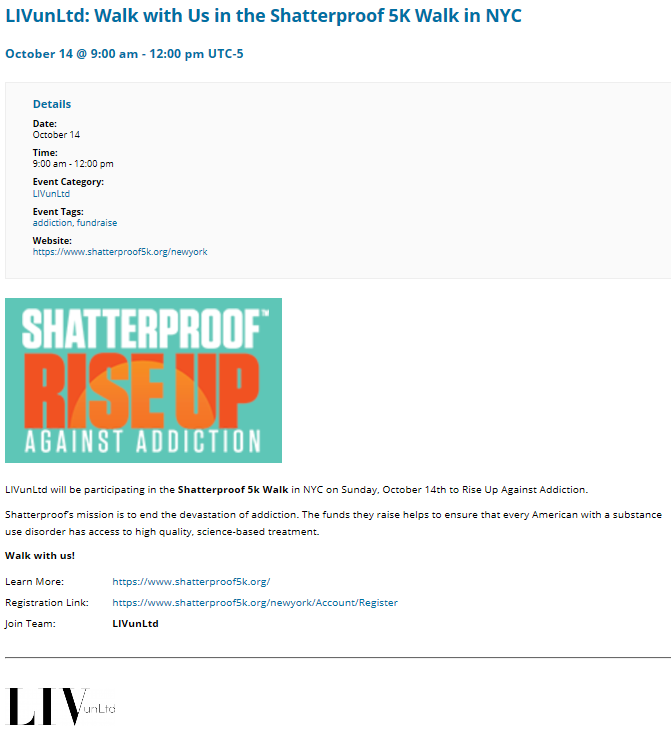 LIVunLtd: Walk with Us in the Shatterproof 5K Walk in NYC
October 14 @ 9:00 am - 12:00 pm UTC-5
Details
Date:
October 14
Time:
9:00 am - 12:00 pm
Event Category:
LIVunLtd
Event Tags:
addiction, fundraise
Website:
https://www.shatterproof5k.org/newyork
SHATTERPROOF™
RISE UP
AGAINST ADDICTION
LIVunLtd will be participating in the Shatterproof 5k Walk in NYC on Sunday, October 14th to Rise Up Against Addiction.
Shatterproof's mission is to end the devastation of addiction. The funds they raise helps to ensure that every American with a substance
use disorder has access to high quality, science-based treatment.
Walk with us!
Learn More: https://www.shatterproof5k.org/
Registration Link: https://www.shatterproof5k.org/newyork/Account/Register
Join Team: LIVunLtd
LIVunLtd